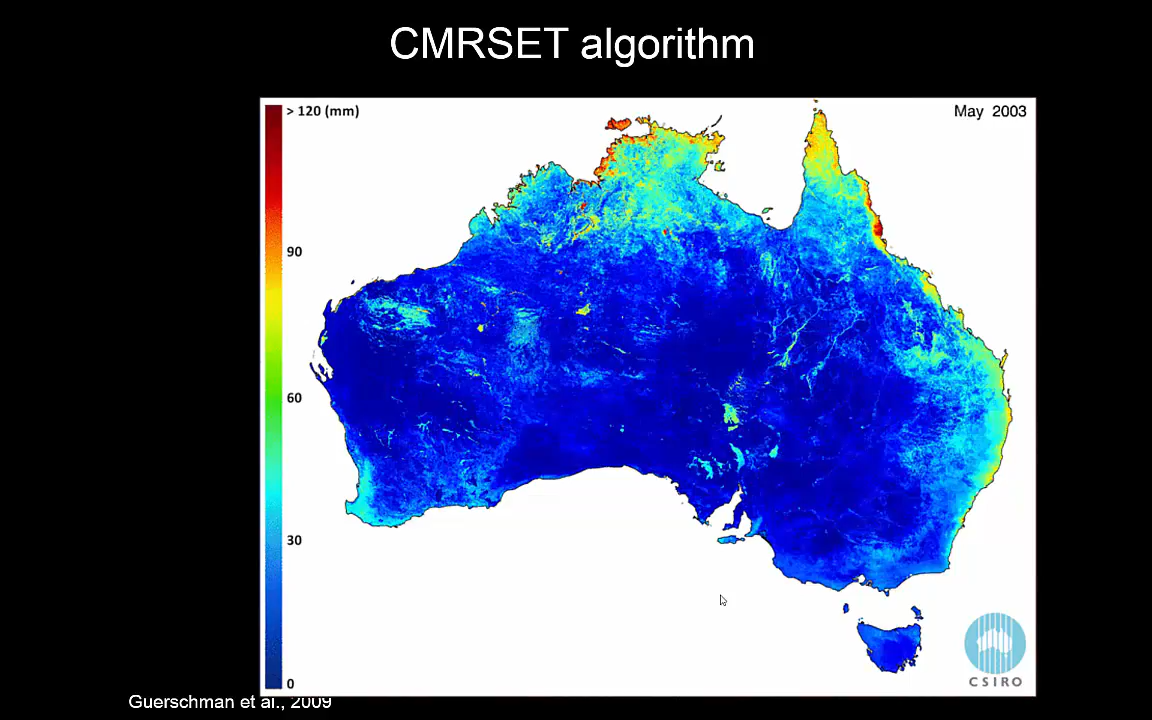 CMRSET algorithm
> 120 (mm)
May 2003
90
60
30
0
CSIRO
Guerschman et al., 2009